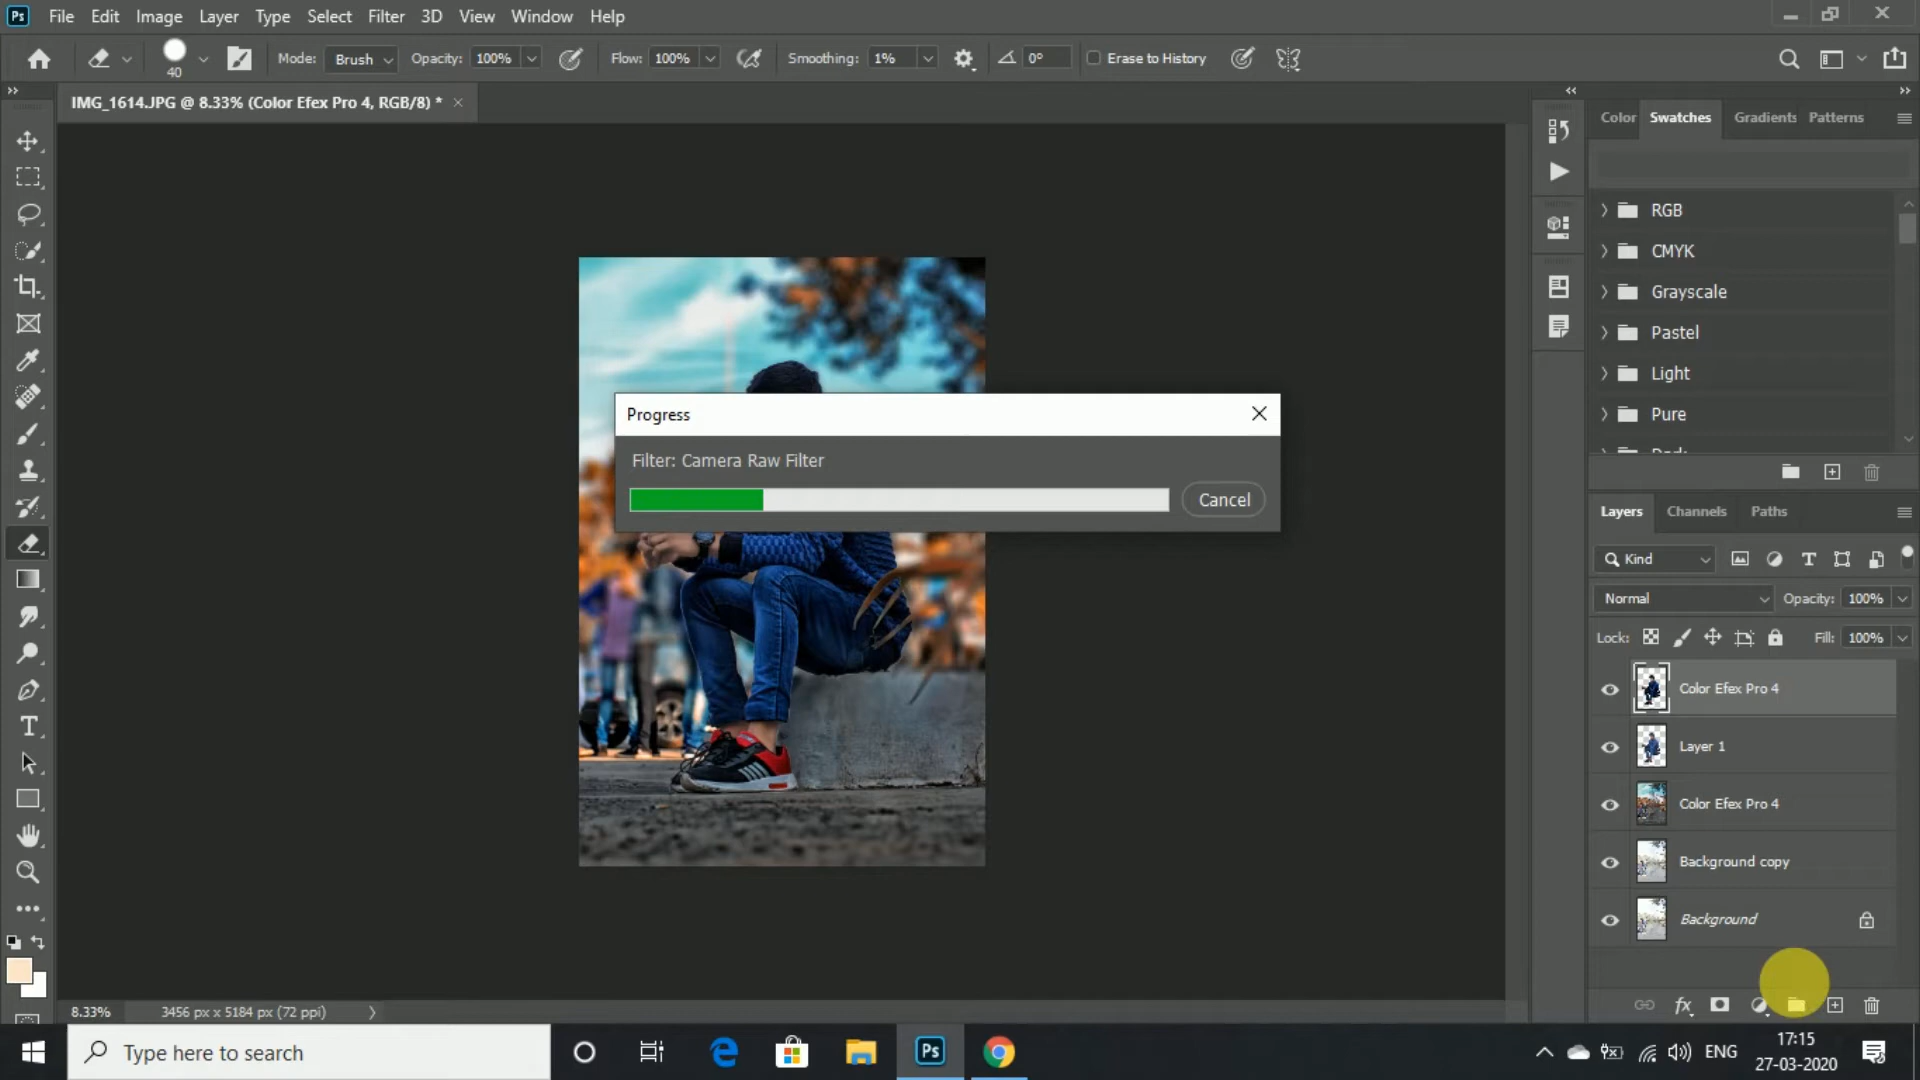 Ps File Edit Image Layer Type Select Filter 3D View Window Help
40 Mode: Brush Opacity: 100% Flow: 100% Smoothing: 1% 0° Erase to History
IMG_1614.JPG @ 8.33% (Color Efex Pro 4, RGB/8) *
Color Swatches Gradients Patterns
RGB
CMYK
Grayscale
Pastel
Light
Pure
Dark
Progress
Filter: Camera Raw Filter
Cancel
Layers Channels Paths
Kind
Normal Opacity: 100%
Lock: Fill: 100%
Color Efex Pro 4
Layer 1
Color Efex Pro 4
Background copy
Background
fx
8.33% 3456 px x 5184 px (72 ppi)
Type here to search
Ps
ENG
17:15
27-03-2020